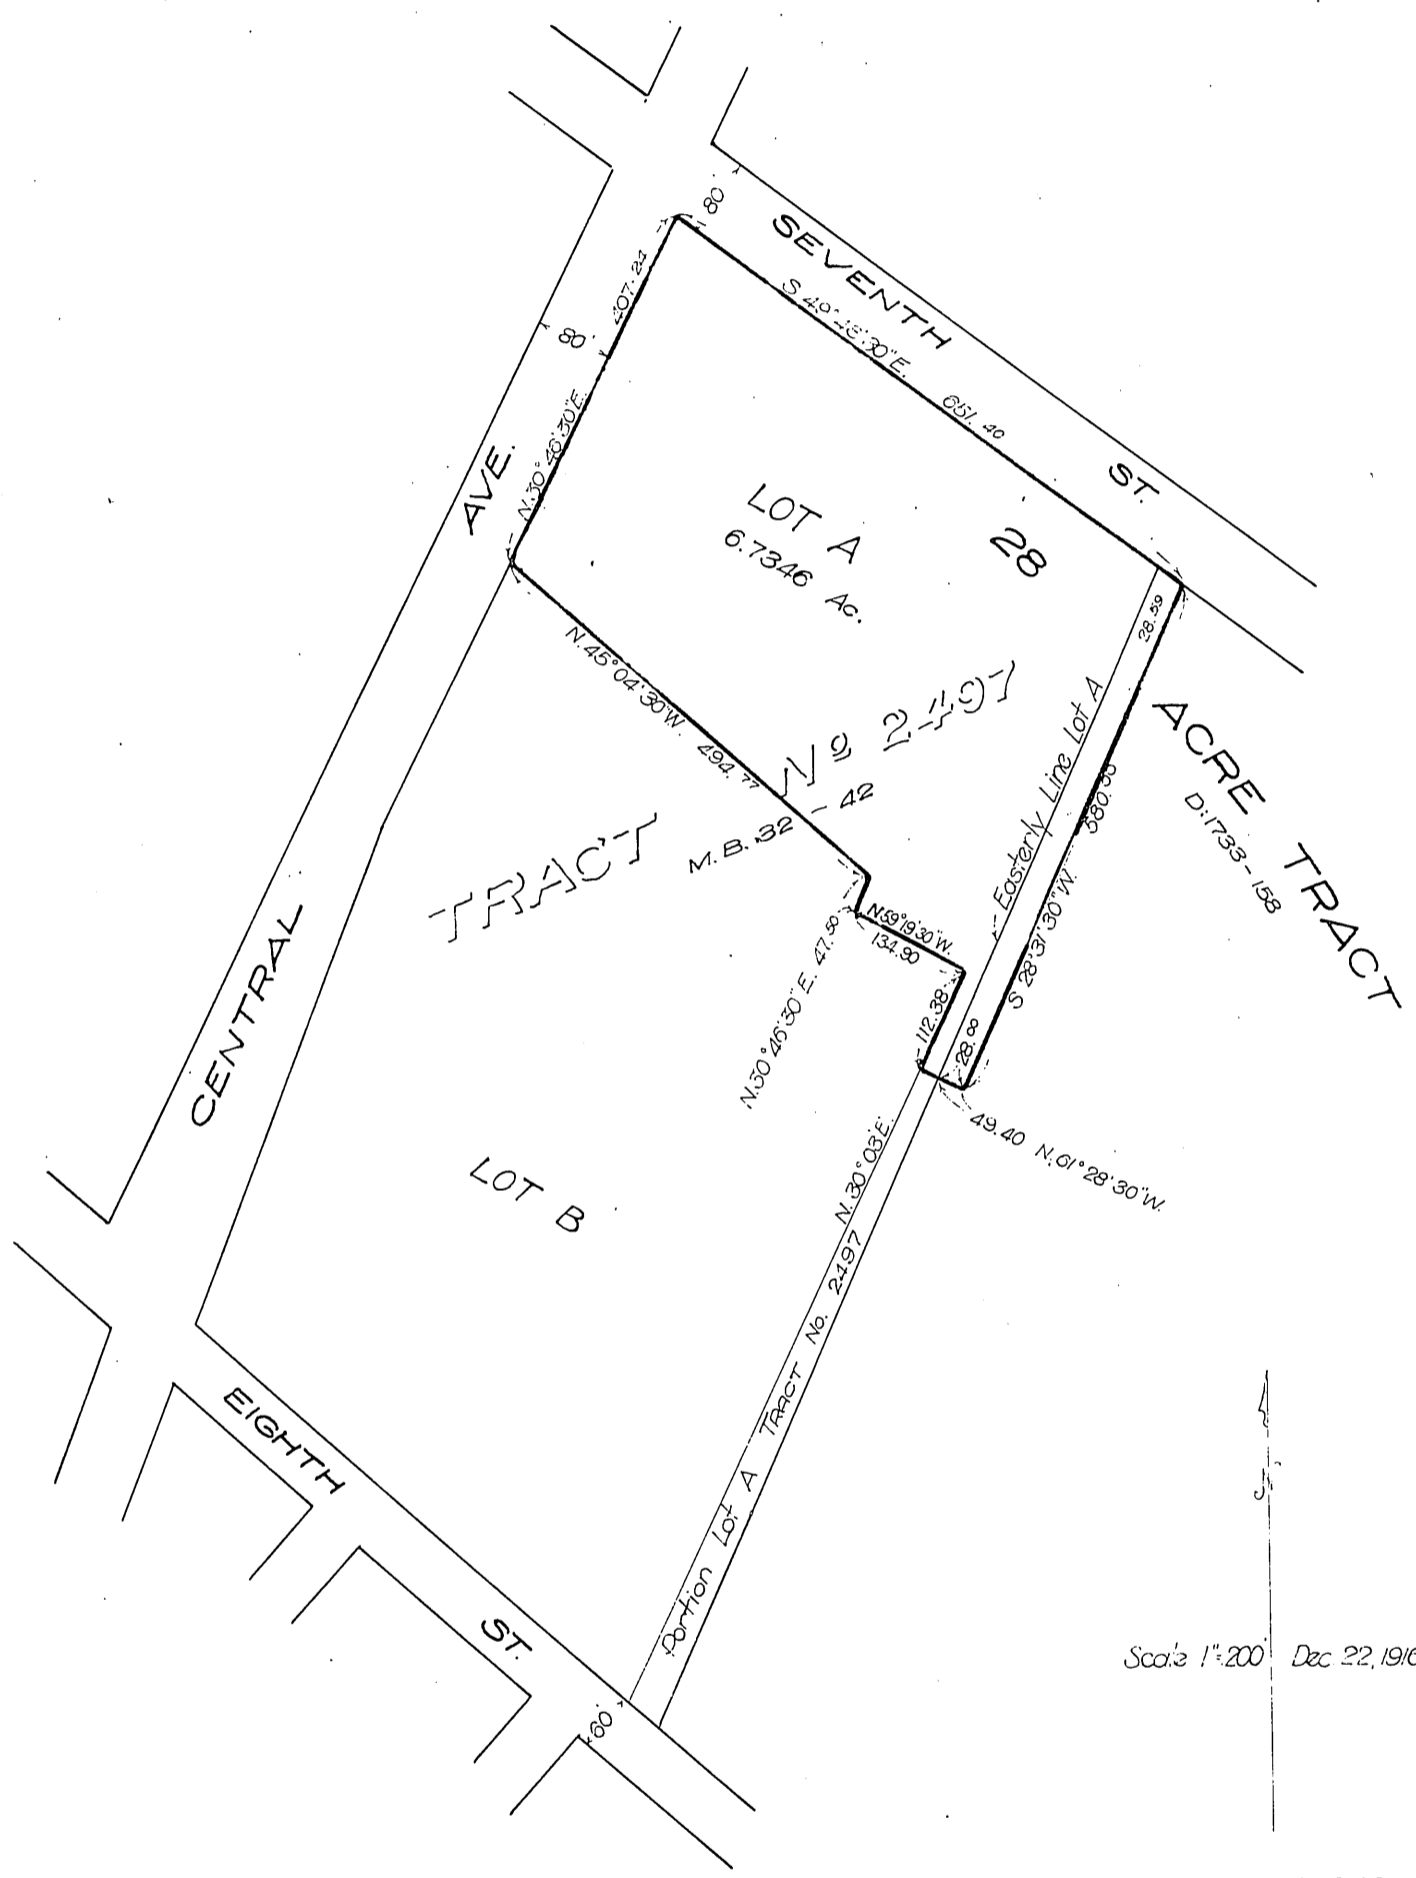 80'
SEVENTH ST.
407.24
80'
N.30°46'30"E.
S 49°48'30"E. 651.40
AVE.
LOT A
6.7346 Ac.
28
28.59
N.45°04'30"W. 494.77
Nº 2497
M.B. 32 - 42
TRACT
Easterly Line Lot A
S 28°31'30"W.
ACRE TRACT
D:1733-158
CENTRAL
N59°19'30"W.
134.90
N.30°46'30"E. 47.50
112.38
28.00
49.40 N.61°28'30"W.
N.30°03'E.
LOT B
Portion Lot A TRACT No. 2497
EIGHTH ST.
60'
Scale 1"=200' Dec 22, 1916